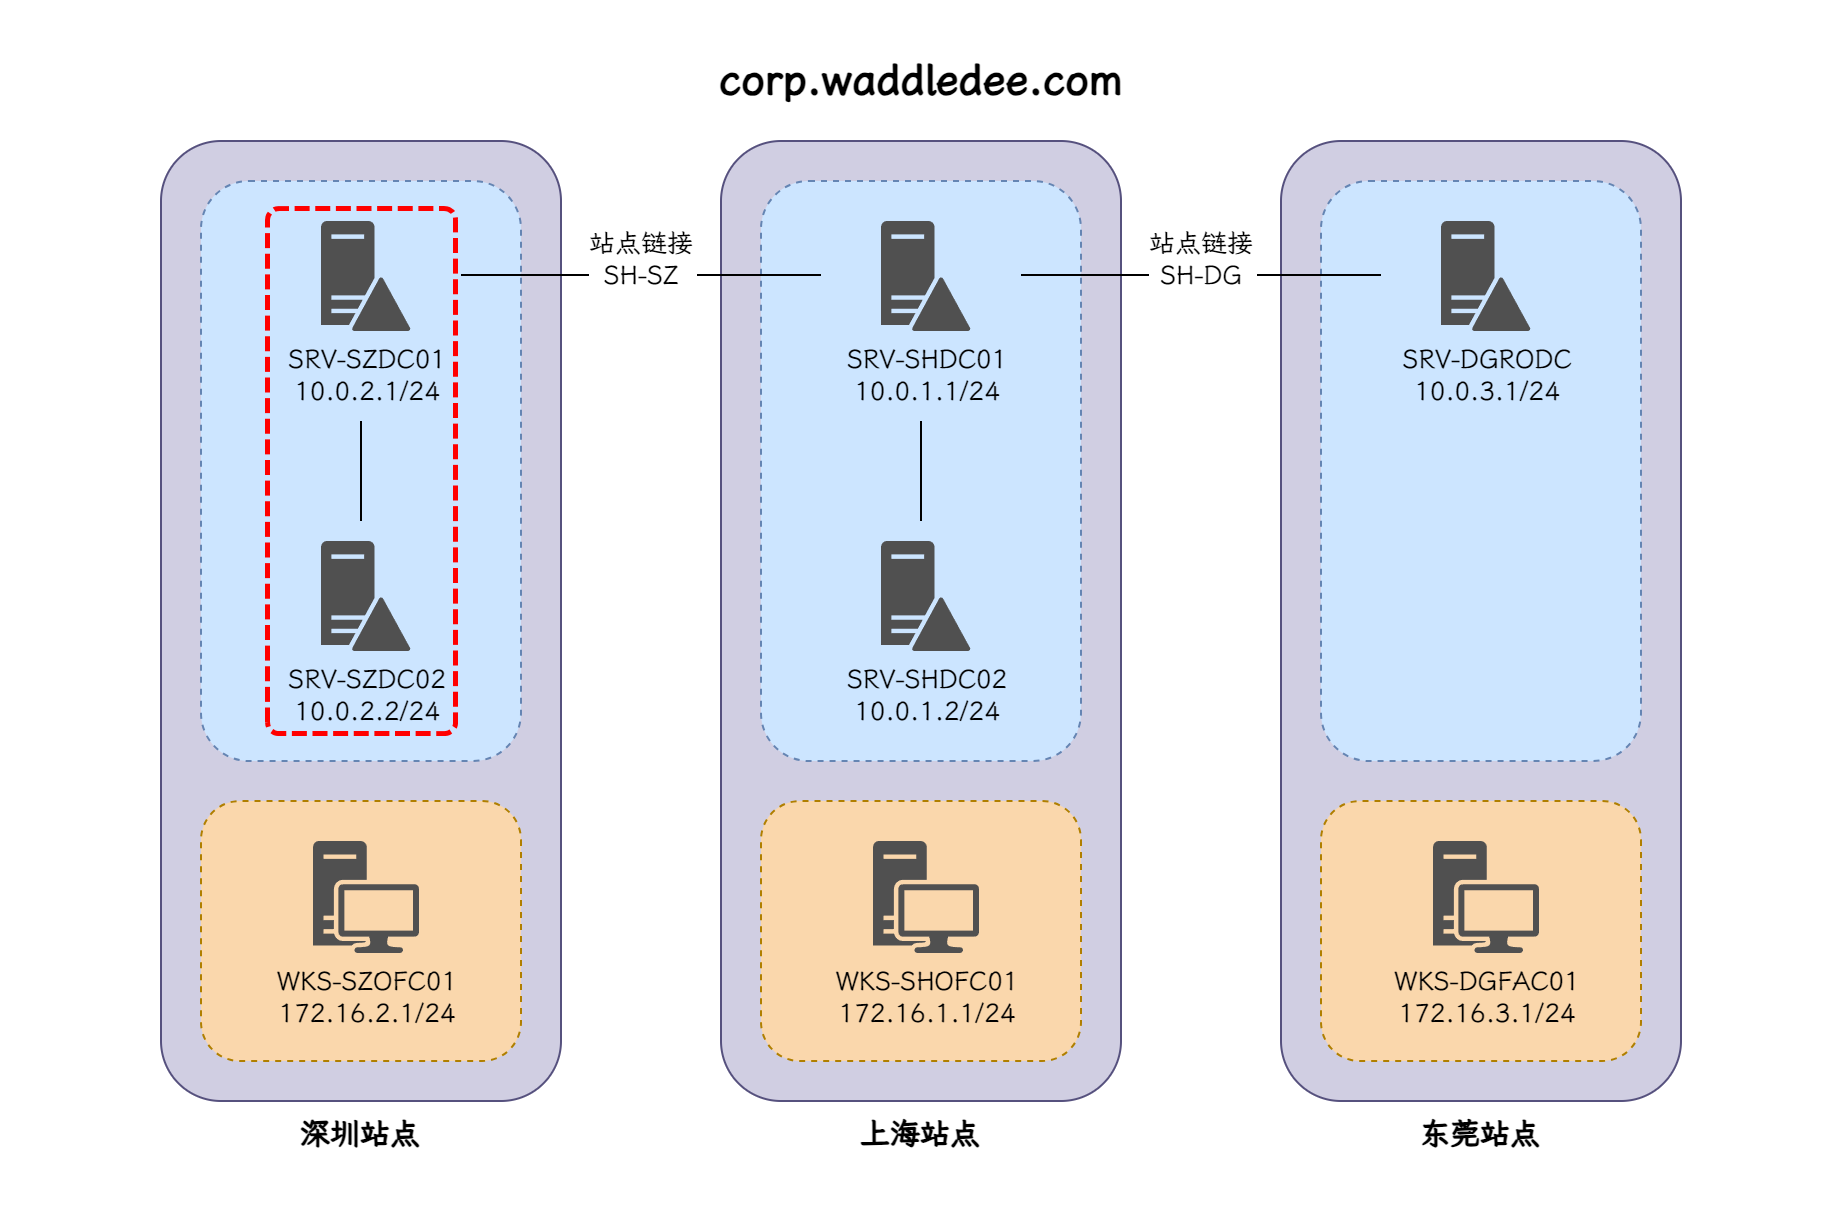 corp.waddledee.com
SRV-SZDC01
10.0.2.1/24
SRV-SZDC02
10.0.2.2/24
WKS-SZOFC01
172.16.2.1/24
深圳站点
站点链接
SH-SZ
SRV-SHDC01
10.0.1.1/24
SRV-SHDC02
10.0.1.2/24
WKS-SHOFC01
172.16.1.1/24
上海站点
站点链接
SH-DG
SRV-DGRODC
10.0.3.1/24
WKS-DGFAC01
172.16.3.1/24
东莞站点